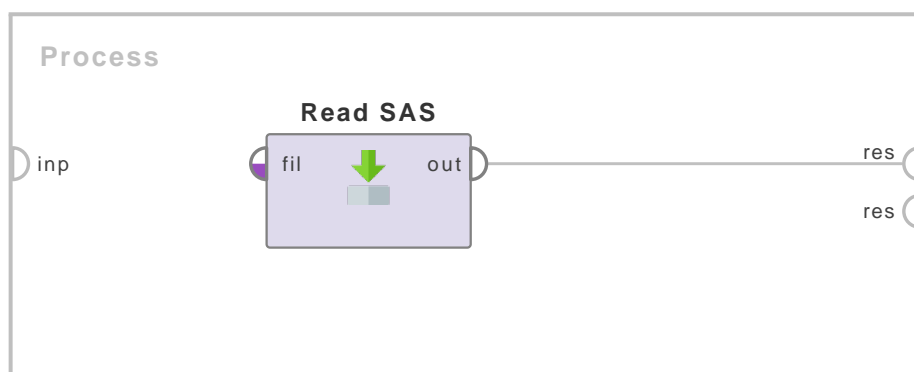 Process
Read SAS
inp
fil
out
res
res